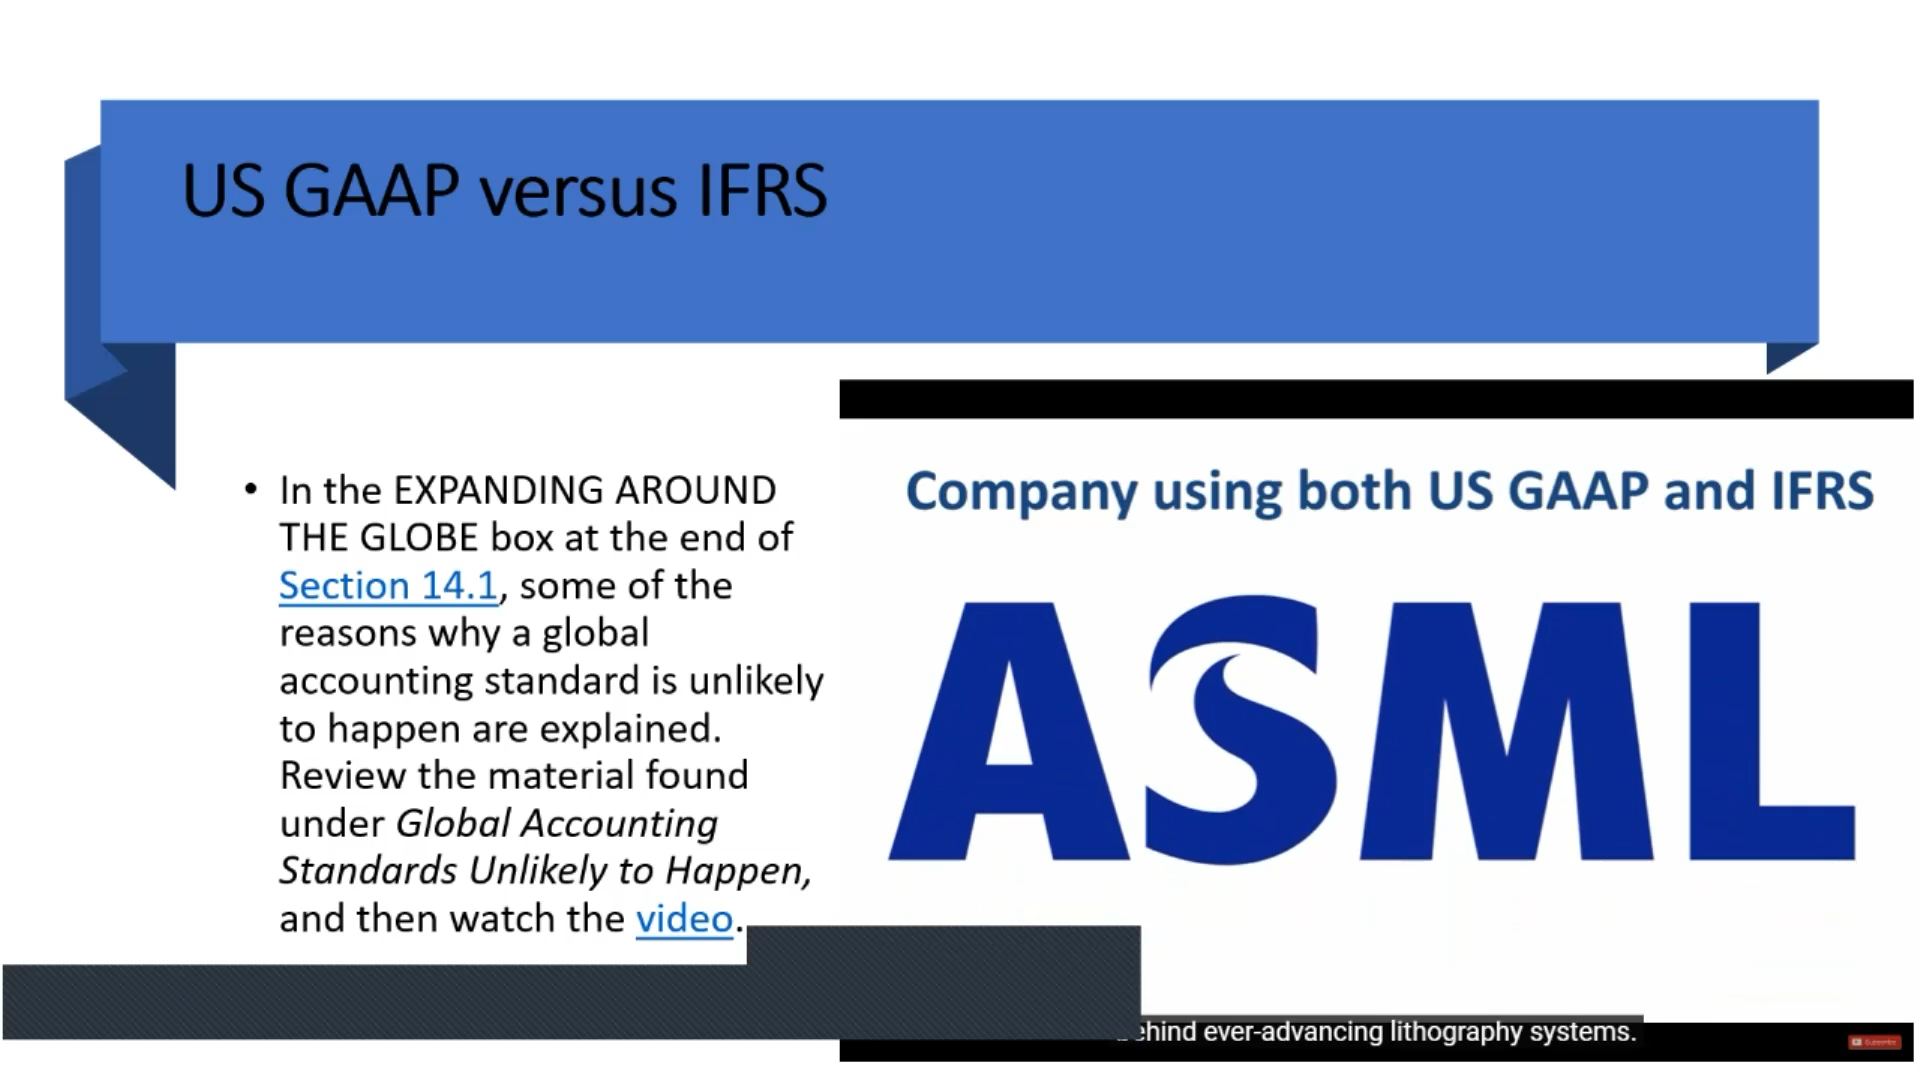 US GAAP versus IFRS
• In the EXPANDING AROUND
THE GLOBE box at the end of
Section 14.1, some of the
reasons why a global
accounting standard is unlikely
to happen are explained.
Review the material found
under Global Accounting
Standards Unlikely to Happen,
and then watch the video.
Company using both US GAAP and IFRS
ASML
ehind ever-advancing lithography systems.
Subscribe